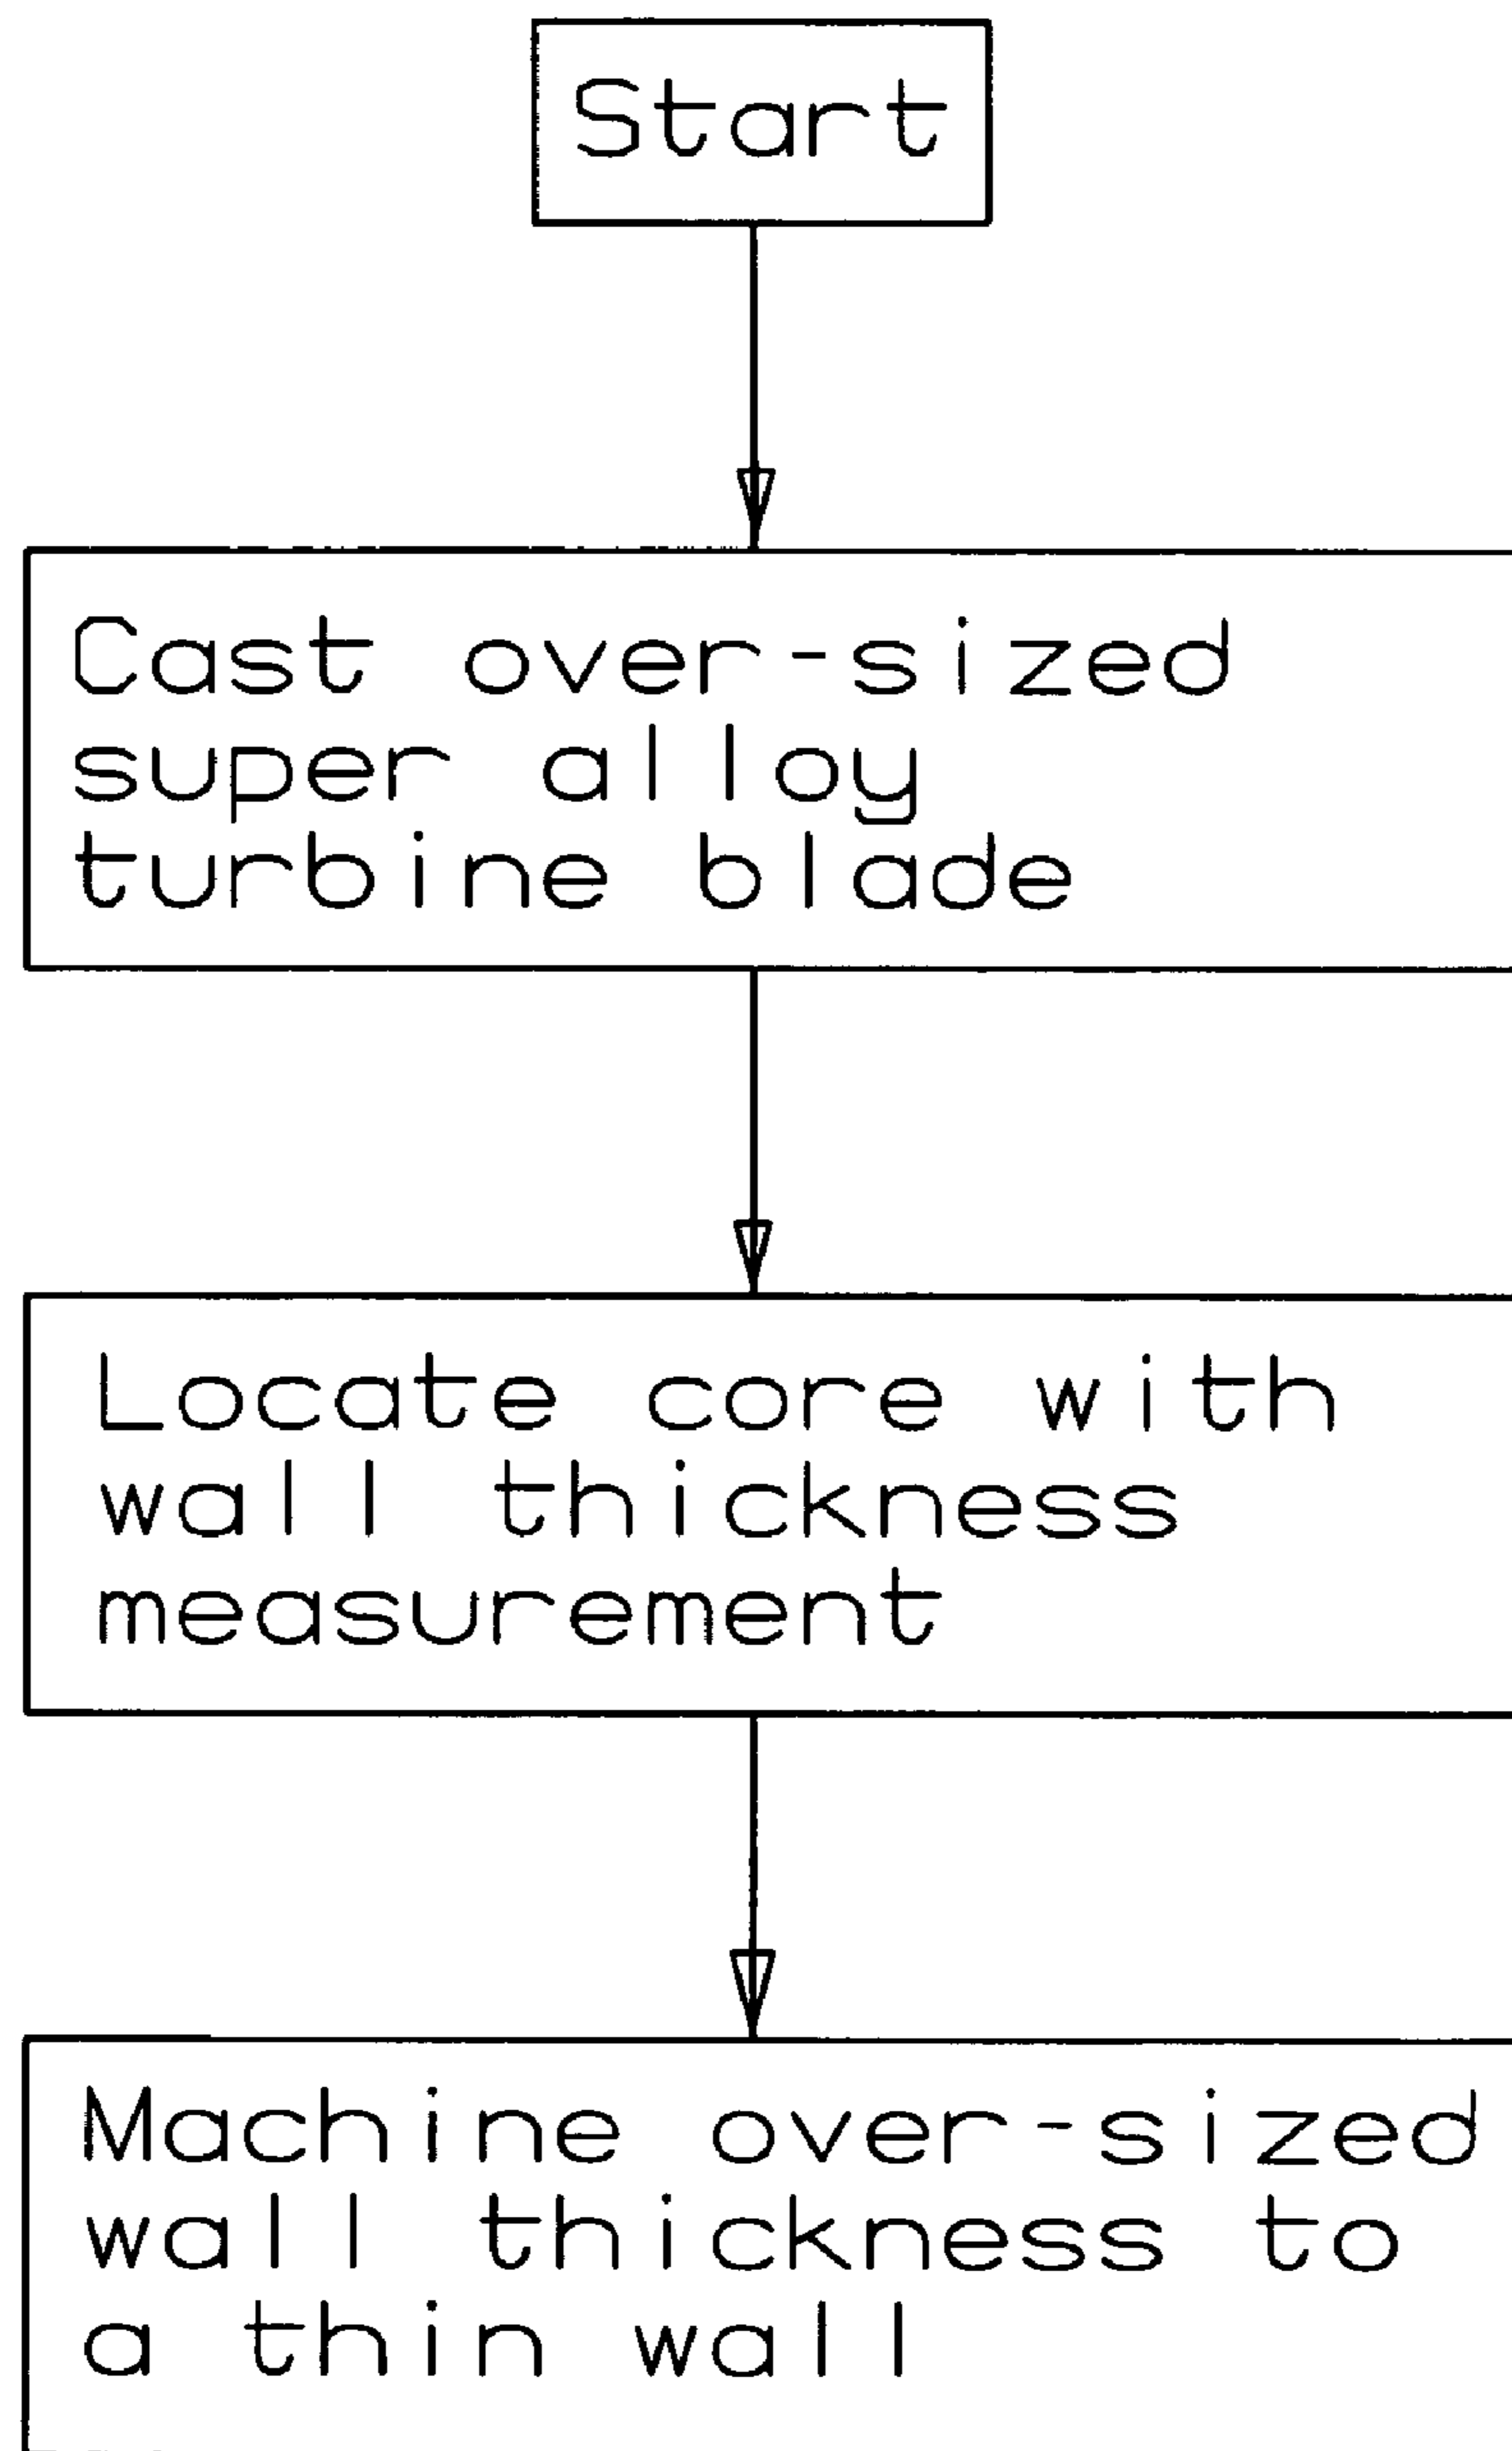 Start
Cast over-sized
super alloy
turbine blade
Locate core with
wall thickness
measurement
Machine over-sized
wall thickness to
a thin wall